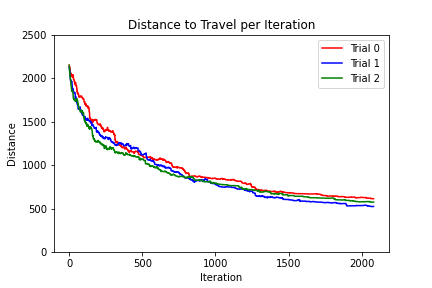 Distance to Travel per Iteration
Trial 0
Trial 1
Trial 2
Distance
2500
2000
1500
1000
500
0
0 500 1000 1500 2000
Iteration